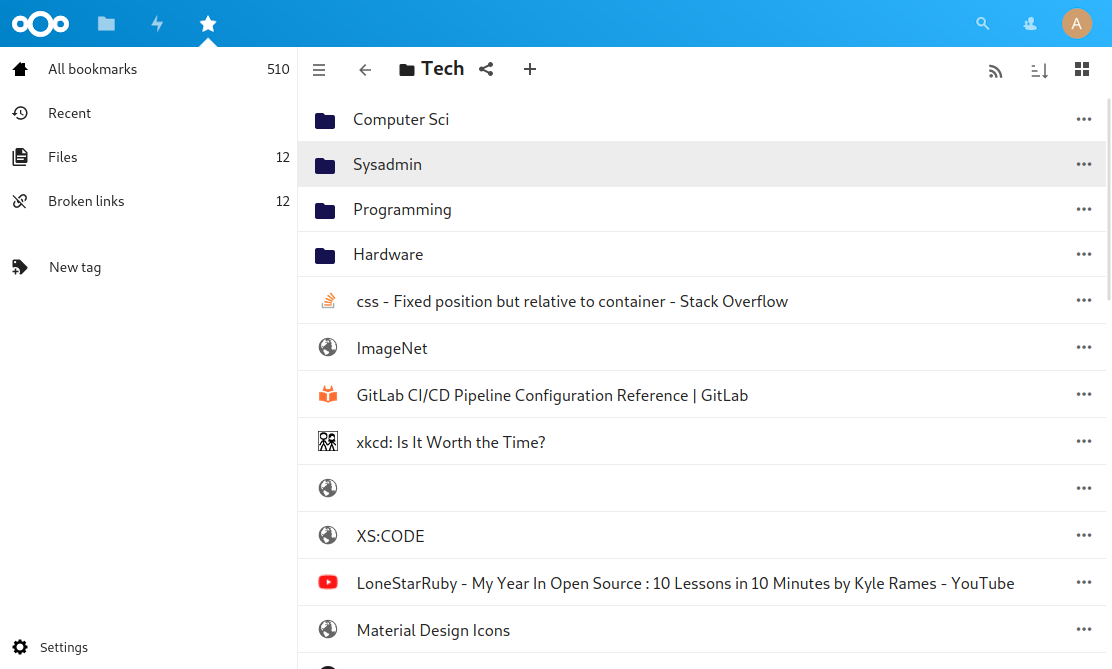 A
All bookmarks 510
Recent
Files 12
Broken links 12
New tag
Settings
Tech
Computer Sci
Sysadmin
Programming
Hardware
css - Fixed position but relative to container - Stack Overflow
ImageNet
GitLab CI/CD Pipeline Configuration Reference | GitLab
xkcd: Is It Worth the Time?
XS:CODE
LoneStarRuby - My Year In Open Source : 10 Lessons in 10 Minutes by Kyle Rames - YouTube
Material Design Icons